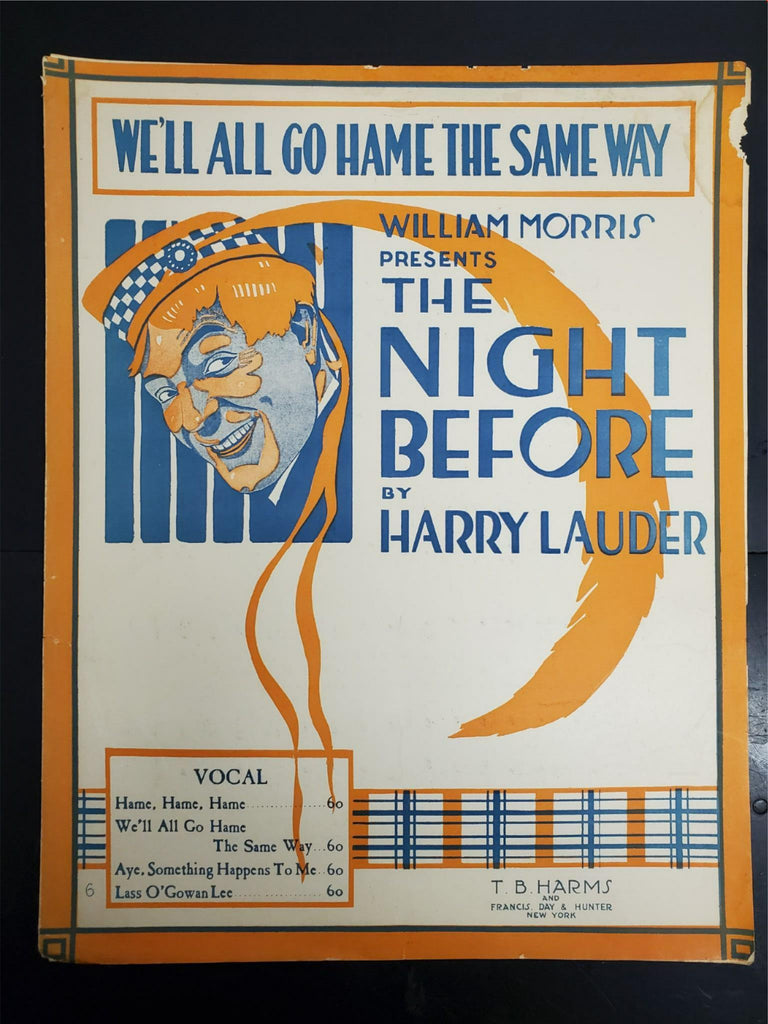 WE'LL ALL GO HAME THE SAME WAY
WILLIAM MORRIS
PRESENTS
THE
NIGHT
BEFORE
BY
HARRY LAUDER
VOCAL
Hame, Hame, Hame....................60
We'll All Go Hame
The Same Way...60
Aye, Something Happens To Me..60
Lass O'Gowan Lee....................60
6
T. B. HARMS
AND
FRANCIS, DAY & HUNTER
NEW YORK